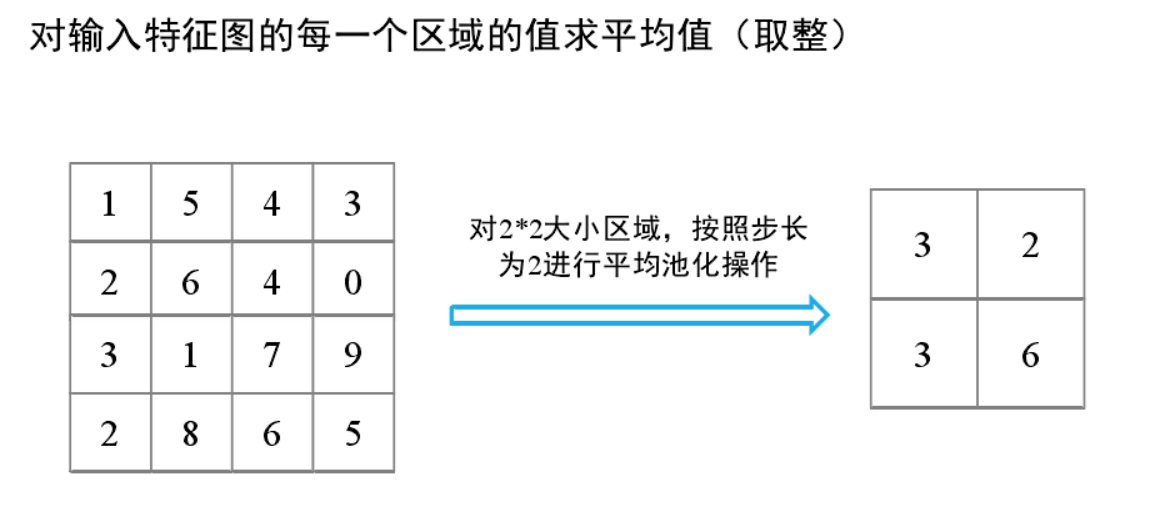 对输入特征图的每一个区域的值求平均值（取整）
1 5 4 3
2 6 4 0
3 1 7 9
2 8 6 5
对2*2大小区域，按照步长
为2进行平均池化操作
3 2
3 6